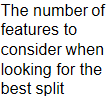 The number of
features to
consider when
looking for the
best split